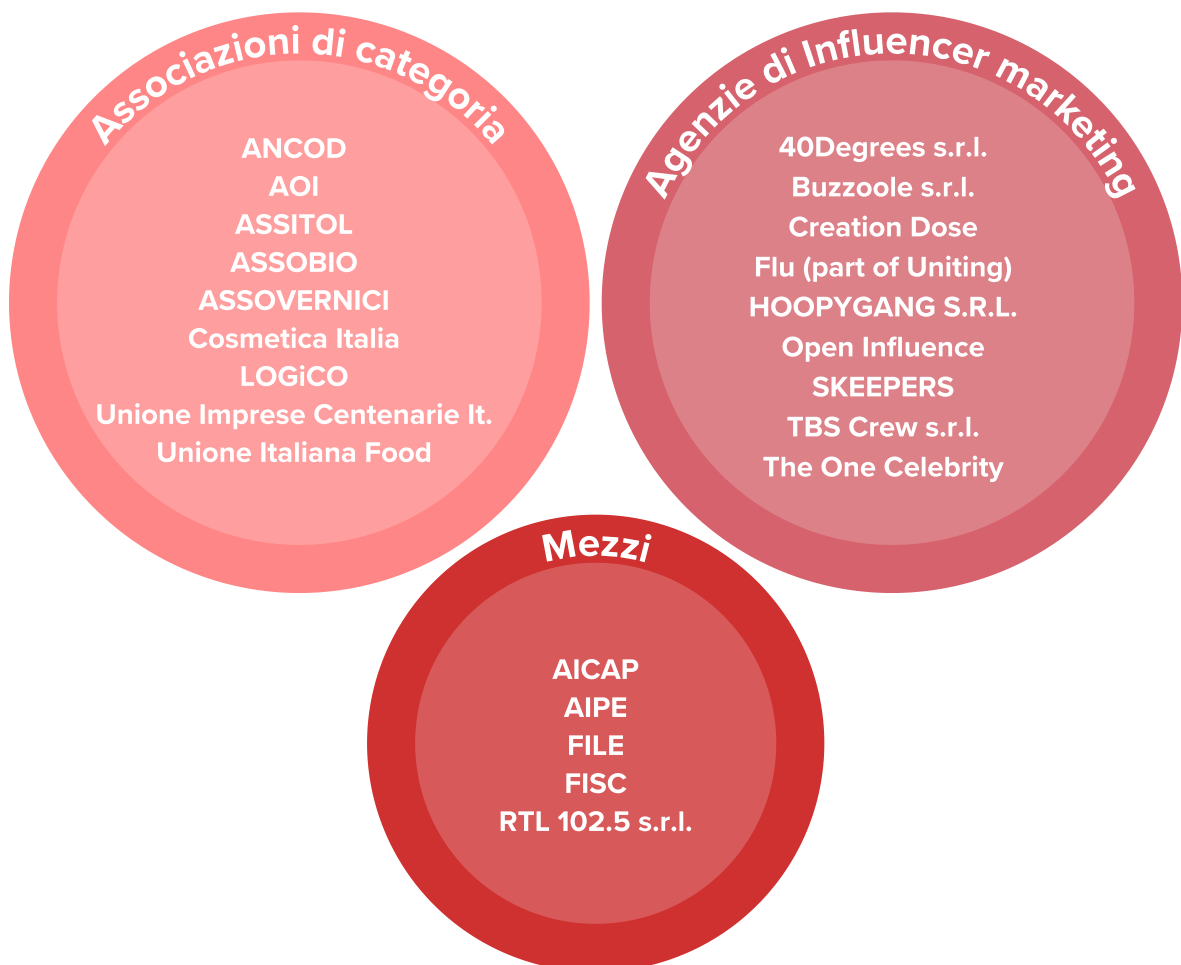 Associazioni di categoria
ANCOD
AOI
ASSITOL
ASSOBIO
ASSOVERNICI
Cosmetica Italia
LOGiCO
Unione Imprese Centenarie It.
Unione Italiana Food
Agenzie di Influencer marketing
40Degrees s.r.l.
Buzzoole s.r.l.
Creation Dose
Flu (part of Uniting)
HOOPYGANG S.R.L.
Open Influence
SKEEPERS
TBS Crew s.r.l.
The One Celebrity
Mezzi
AICAP
AIPE
FILE
FISC
RTL 102.5 s.r.l.